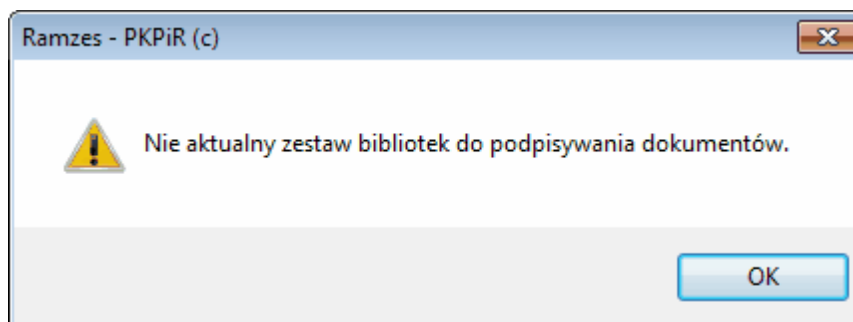 Ramzes - PKPiR (c)
Nie aktualny zestaw bibliotek do podpisywania dokumentów.
OK